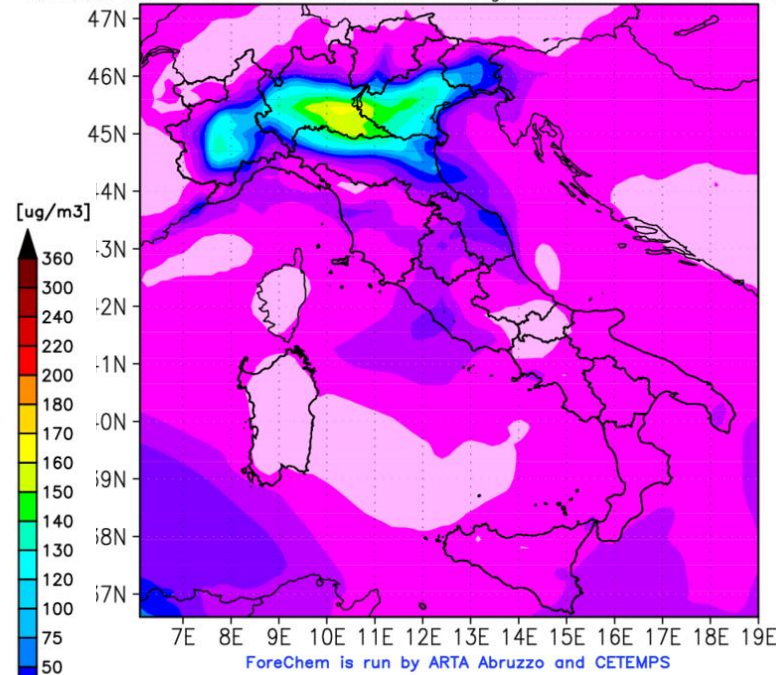 47N
46N
45N
4N
3N
2N
1N
0N
9N
8N
7N
[ug/m3]
360
300
240
220
200
180
170
160
150
140
130
120
100
75
50
7E 8E 9E 10E 11E 12E 13E 14E 15E 16E 17E 18E 19E
ForeChem is run by ARTA Abruzzo and CETEMPS